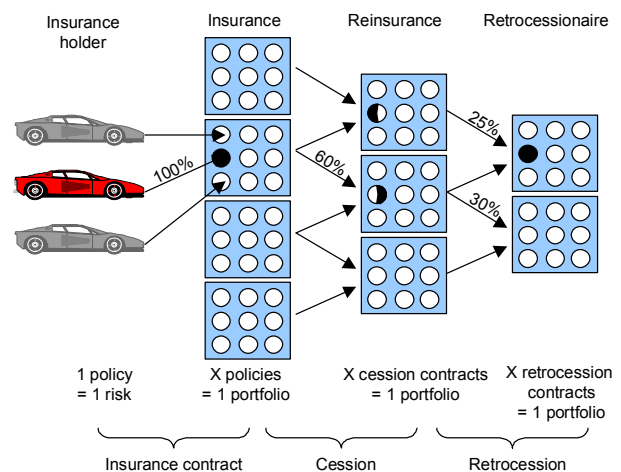 Insurance
holder
Insurance
Reinsurance
Retrocessionaire
100%
60%
25%
30%
1 policy
= 1 risk
X policies
= 1 portfolio
X cession contracts
= 1 portfolio
X retrocession
contracts
= 1 portfolio
Insurance contract
Cession
Retrocession